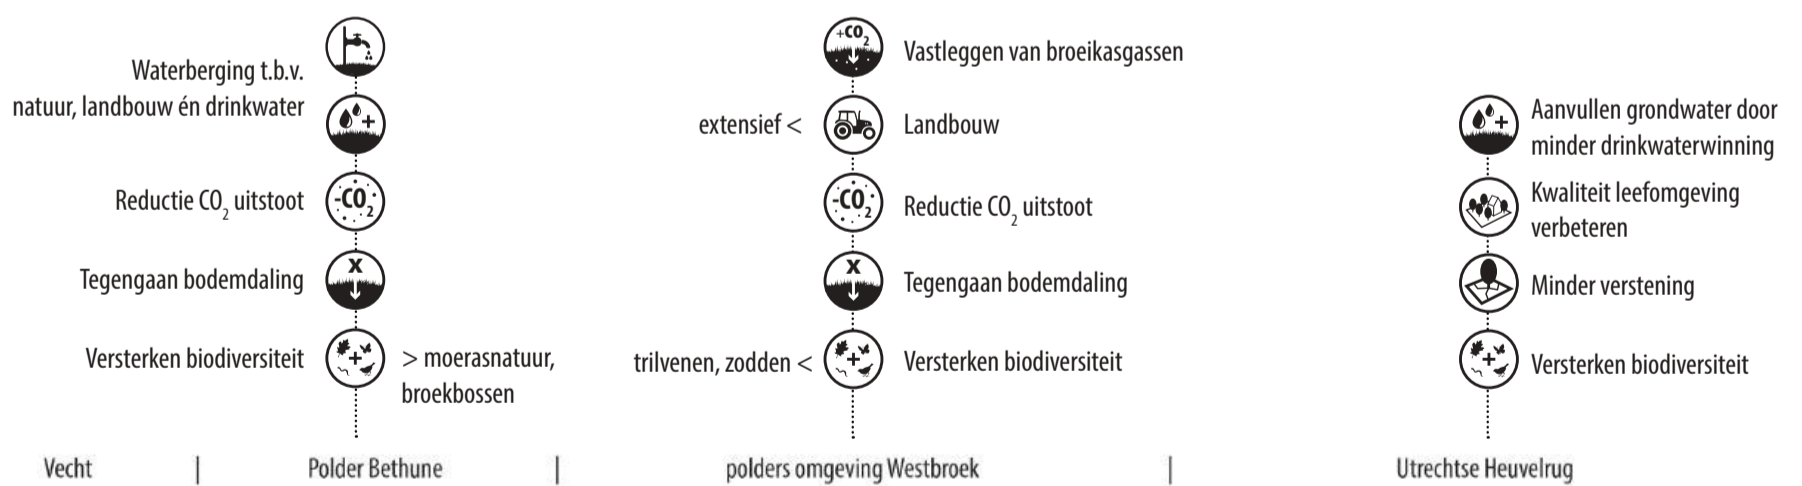 Waterberging t.b.v.
natuur, landbouw én drinkwater
Reductie CO2 uitstoot
-CO2
Tegengaan bodemdaling
X
Versterken biodiversiteit
+
> moerasnatuur,
broekbossen
+CO2
Vastleggen van broeikasgassen
extensief <
Landbouw
-CO2
Reductie CO2 uitstoot
X
Tegengaan bodemdaling
trilvenen, zodden <
+
Versterken biodiversiteit
+
Aanvullen grondwater door
minder drinkwaterwinning
Kwaliteit leefomgeving
verbeteren
Minder verstening
+
Versterken biodiversiteit
Vecht | Polder Bethune | polders omgeving Westbroek | Utrechtse Heuvelrug